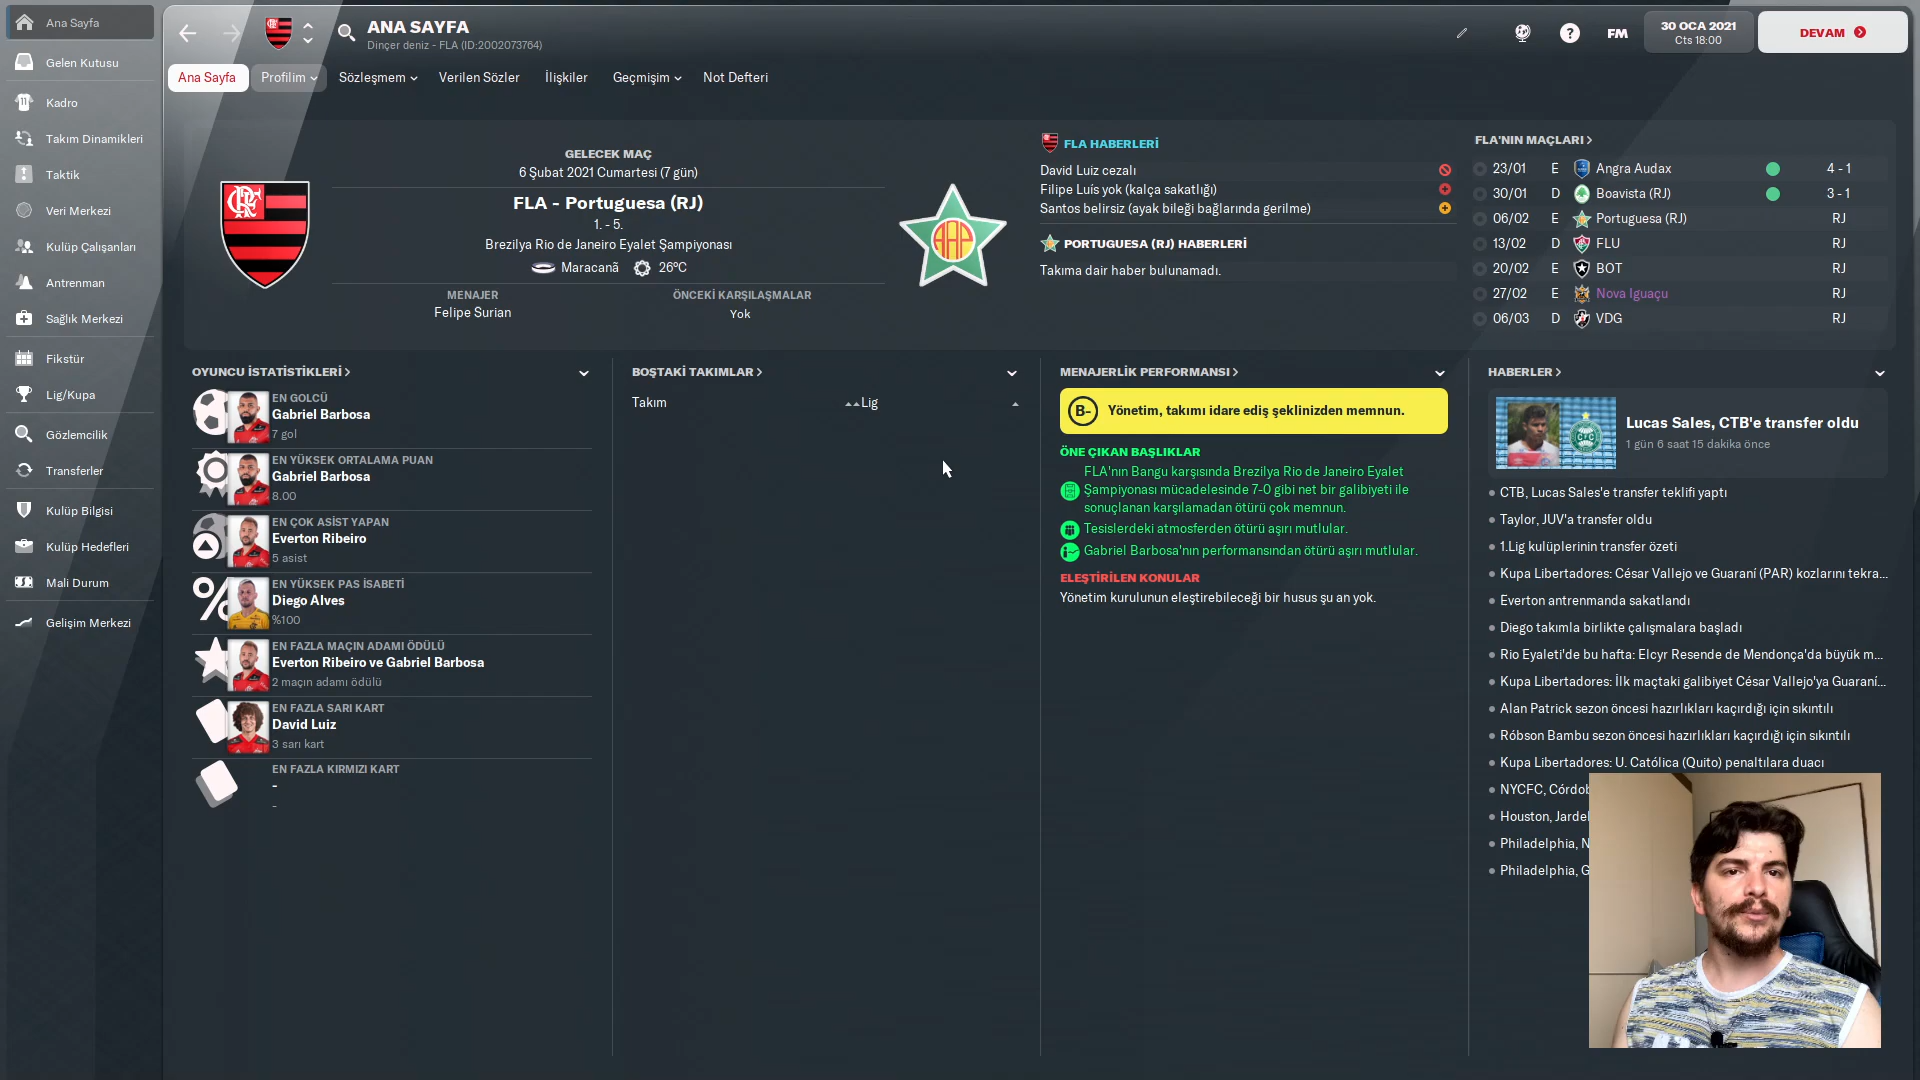 Ana Sayfa
Gelen Kutusu
Kadro
Takım Dinamikleri
Taktik
Veri Merkezi
Kulüp Çalışanları
Antrenman
Sağlık Merkezi
Fikstür
Lig/Kupa
Gözlemcilik
Transferler
Kulüp Bilgisi
Kulüp Hedefleri
Mali Durum
Gelişim Merkezi
ANA SAYFA
Dinçer deniz - FLA (ID:2002073764)
FM
30 OCA 2021
Cts 18:00
DEVAM
Ana Sayfa
Profilim
Sözleşmem
Verilen Sözler
İlişkiler
Geçmişim
Not Defteri
GELECEK MAÇ
6 Şubat 2021 Cumartesi (7 gün)
FLA - Portuguesa (RJ)
1. - 5.
Brezilya Rio de Janeiro Eyalet Şampiyonası
Maracanã 26°C
MENAJER
Felipe Surian
ÖNCEKİ KARŞILAŞMALAR
Yok
FLA HABERLERİ
David Luiz cezalı
Filipe Luís yok (kalça sakatlığı)
Santos belirsiz (ayak bileği bağlarında gerilme)
PORTUGUESA (RJ) HABERLERİ
Takıma dair haber bulunamadı.
FLA'NIN MAÇLARI
23/01 E Angra Audax 4 - 1
30/01 D Boavista (RJ) 3 - 1
06/02 E Portuguesa (RJ) RJ
13/02 D FLU RJ
20/02 E BOT RJ
27/02 E Nova Iguaçu RJ
06/03 D VDG RJ
OYUNCU İSTATİSTİKLERİ
EN GOLCÜ
Gabriel Barbosa
7 gol
EN YÜKSEK ORTALAMA PUAN
Gabriel Barbosa
8.00
EN ÇOK ASİST YAPAN
Everton Ribeiro
5 asist
EN YÜKSEK PAS İSABETİ
Diego Alves
%100
EN FAZLA MAÇIN ADAMI ÖDÜLÜ
Everton Ribeiro ve Gabriel Barbosa
2 maçın adamı ödülü
EN FAZLA SARI KART
David Luiz
3 sarı kart
EN FAZLA KIRMIZI KART
-
-
BOŞTAKİ TAKIMLAR
Takım Lig
MENAJERLİK PERFORMANSI
B- Yönetim, takımı idare ediş şeklinizden memnun.
ÖNE ÇIKAN BAŞLIKLAR
FLA'nın Bangu karşısında Brezilya Rio de Janeiro Eyalet
Şampiyonası mücadelesinde 7-0 gibi net bir galibiyeti ile
sonuçlanan karşılamadan ötürü çok memnun.
Tesislerdeki atmosferden ötürü aşırı mutlular.
Gabriel Barbosa'nın performansından ötürü aşırı mutlular.
ELEŞTİRİLEN KONULAR
Yönetim kurulunun eleştirebileceği bir husus şu an yok.
HABERLER
Lucas Sales, CTB'e transfer oldu
1 gün 6 saat 15 dakika önce
CTB, Lucas Sales'e transfer teklifi yaptı
Taylor, JUV'a transfer oldu
1.Lig kulüplerinin transfer özeti
Kupa Libertadores: César Vallejo ve Guaraní (PAR) kozlarını tekra...
Everton antrenmanda sakatlandı
Diego takımla birlikte çalışmalara başladı
Rio Eyaleti'de bu hafta: Elcyr Resende de Mendonça'da büyük m...
Kupa Libertadores: İlk maçtaki galibiyet César Vallejo'ya Guaraní...
Alan Patrick sezon öncesi hazırlıkları kaçırdığı için sıkıntılı
Róbson Bambu sezon öncesi hazırlıkları kaçırdığı için sıkıntılı
Kupa Libertadores: U. Católica (Quito) penaltılara duacı
NYCFC, Córdob
Houston, Jardel
Philadelphia, N
Philadelphia, G